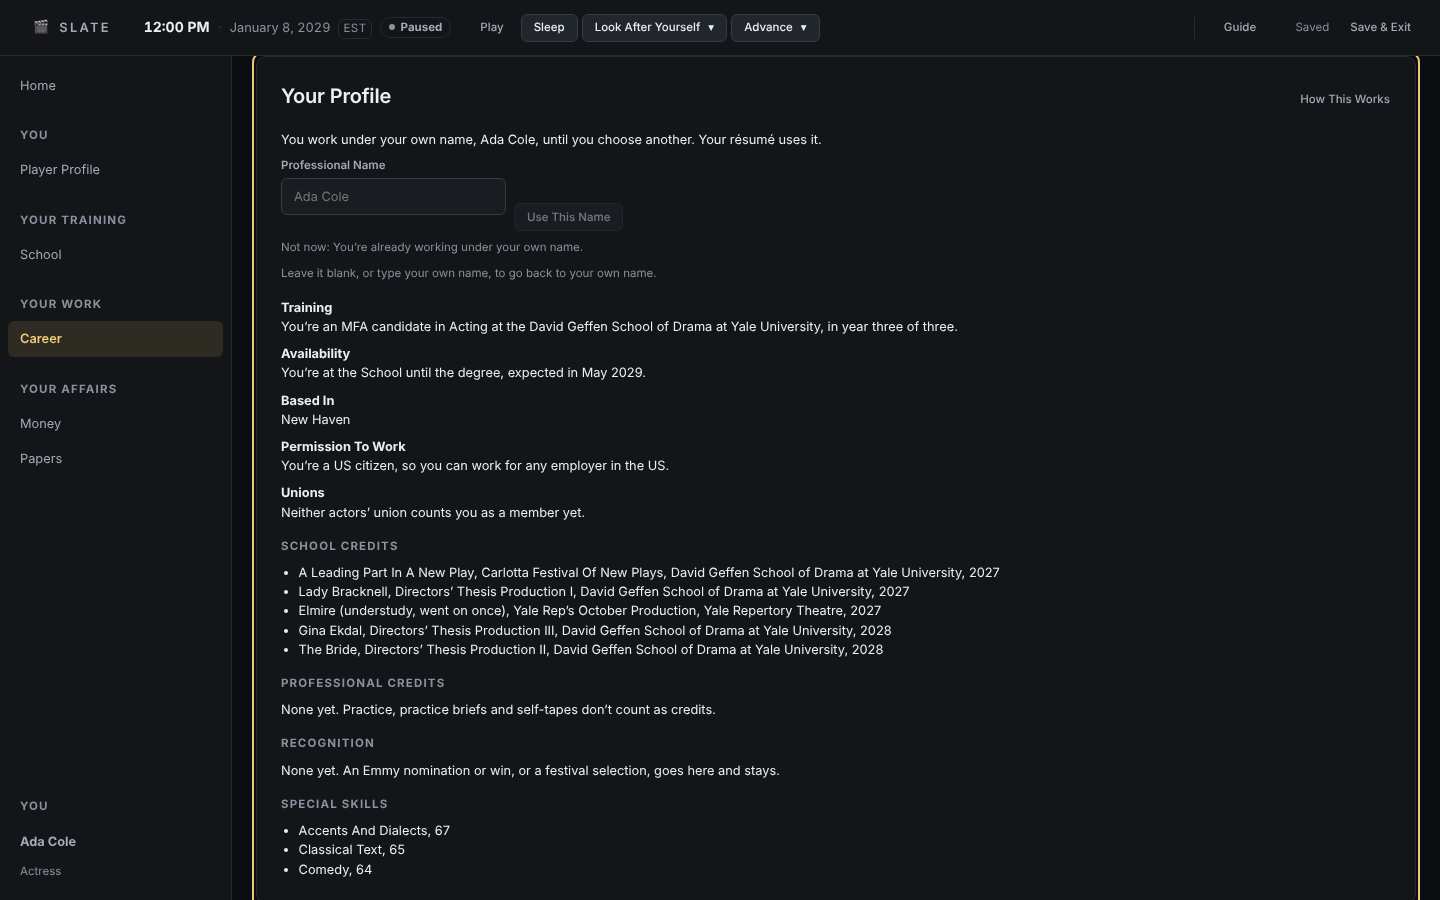 SLATE
12:00 PM · January 8, 2029 EST Paused Play Sleep Look After Yourself ▾ Advance ▾ Guide Saved Save & Exit
Home
YOU
Player Profile
YOUR TRAINING
School
YOUR WORK
Career
YOUR AFFAIRS
Money
Papers
YOU
Ada Cole
Actress
Your Profile
How This Works
You work under your own name, Ada Cole, until you choose another. Your résumé uses it.
Professional Name
Ada Cole
Use This Name
Not now: You’re already working under your own name.
Leave it blank, or type your own name, to go back to your own name.
Training
You’re an MFA candidate in Acting at the David Geffen School of Drama at Yale University, in year three of three.
Availability
You’re at the School until the degree, expected in May 2029.
Based In
New Haven
Permission To Work
You’re a US citizen, so you can work for any employer in the US.
Unions
Neither actors’ union counts you as a member yet.
SCHOOL CREDITS
• A Leading Part In A New Play, Carlotta Festival Of New Plays, David Geffen School of Drama at Yale University, 2027
• Lady Bracknell, Directors’ Thesis Production I, David Geffen School of Drama at Yale University, 2027
• Elmire (understudy, went on once), Yale Rep’s October Production, Yale Repertory Theatre, 2027
• Gina Ekdal, Directors’ Thesis Production III, David Geffen School of Drama at Yale University, 2028
• The Bride, Directors’ Thesis Production II, David Geffen School of Drama at Yale University, 2028
PROFESSIONAL CREDITS
None yet. Practice, practice briefs and self-tapes don’t count as credits.
RECOGNITION
None yet. An Emmy nomination or win, or a festival selection, goes here and stays.
SPECIAL SKILLS
• Accents And Dialects, 67
• Classical Text, 65
• Comedy, 64